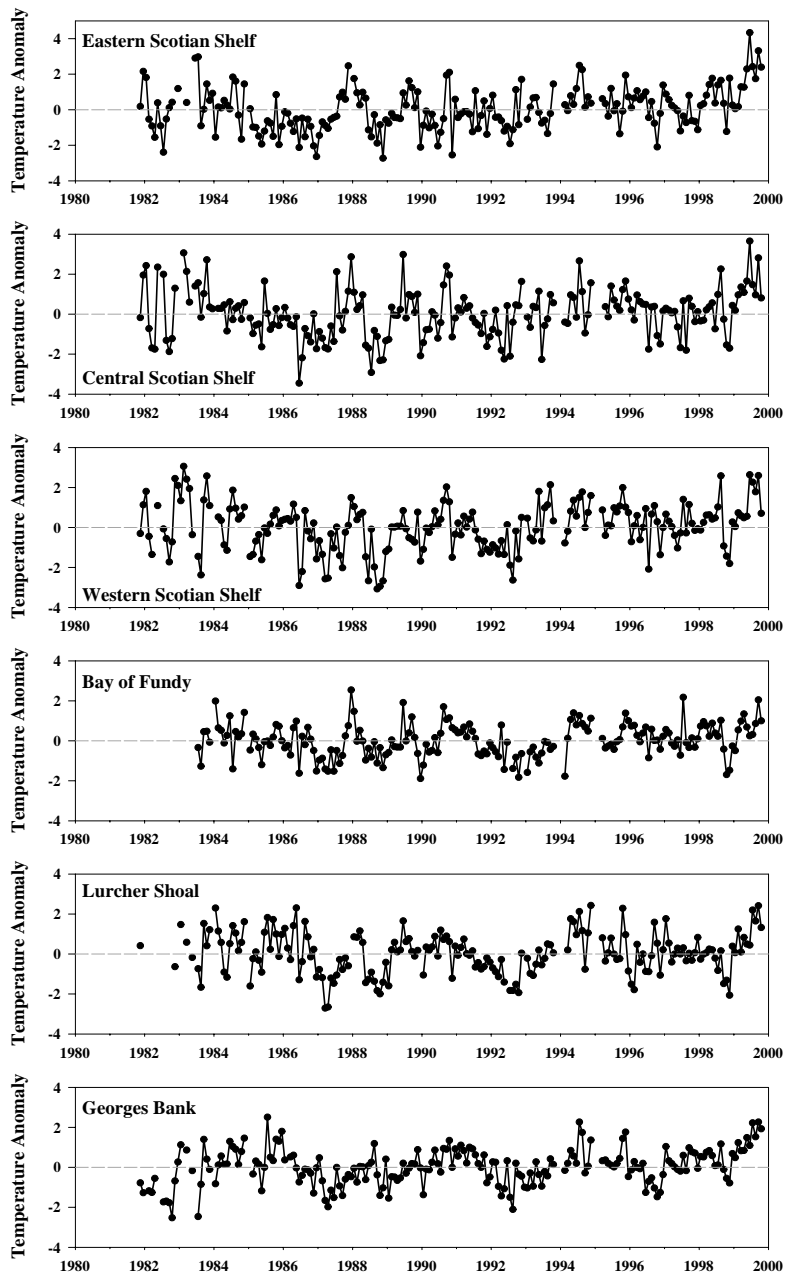 Temperature Anomaly
Eastern Scotian Shelf
4
2
0
-2
-4
1980 1982 1984 1986 1988 1990 1992 1994 1996 1998 2000
Temperature Anomaly
4
2
0
-2
-4
Central Scotian Shelf
1980 1982 1984 1986 1988 1990 1992 1994 1996 1998 2000
Temperature Anomaly
4
2
0
-2
-4
Western Scotian Shelf
1980 1982 1984 1986 1988 1990 1992 1994 1996 1998 2000
Temperature Anomaly
Bay of Fundy
4
2
0
-2
-4
1980 1982 1984 1986 1988 1990 1992 1994 1996 1998 2000
Temperature Anomaly
Lurcher Shoal
4
2
0
-2
-4
1980 1982 1984 1986 1988 1990 1992 1994 1996 1998 2000
Temperature Anomaly
Georges Bank
4
2
0
-2
-4
1980 1982 1984 1986 1988 1990 1992 1994 1996 1998 2000